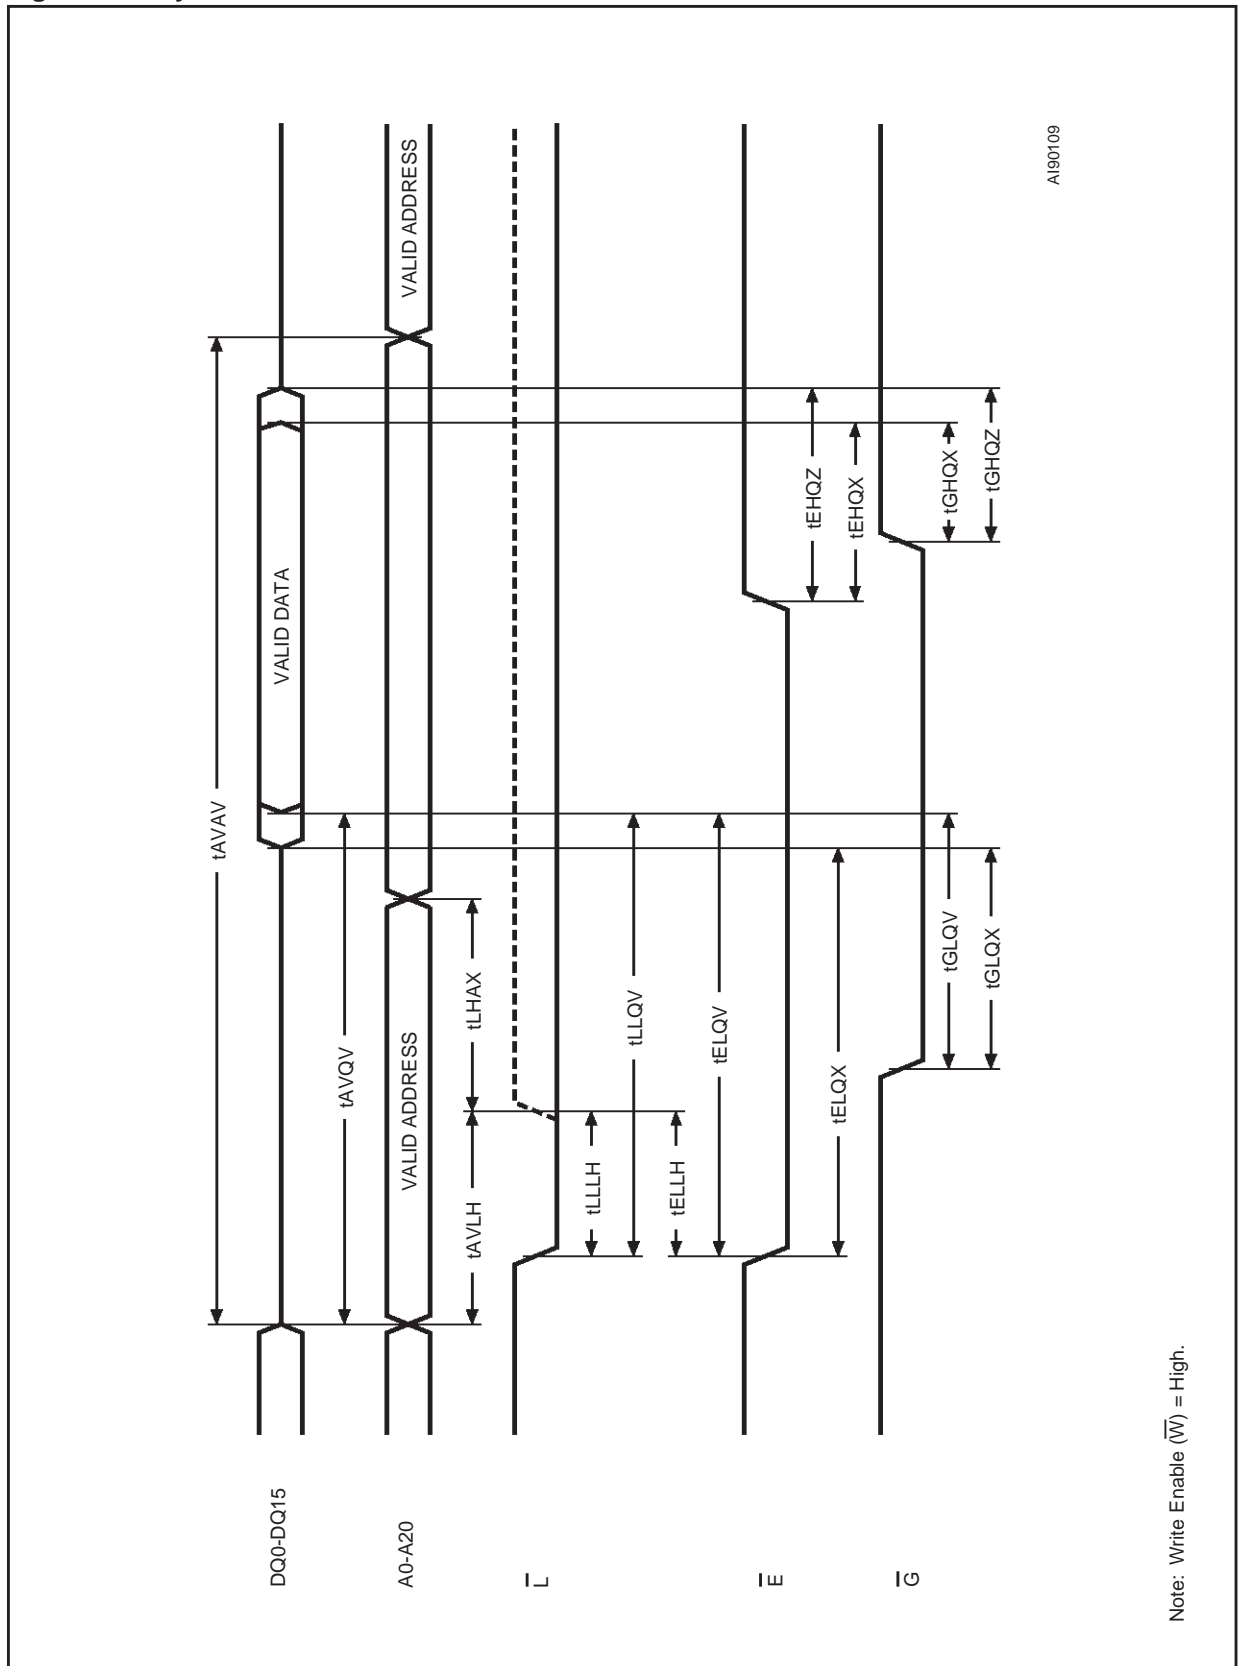 tAVAV
DQ0-DQ15
VALID DATA
tAVQV
A0-A20
VALID ADDRESS
VALID ADDRESS
tAVLH
tLHAX
L̅
tLLLH
tLLQV
tELLH
tELQV
E̅
tEHQZ
tELQX
tEHQX
G̅
tGLQV
tGHQX
tGLQX
tGHQZ
AI90109
Note: Write Enable (W̅) = High.